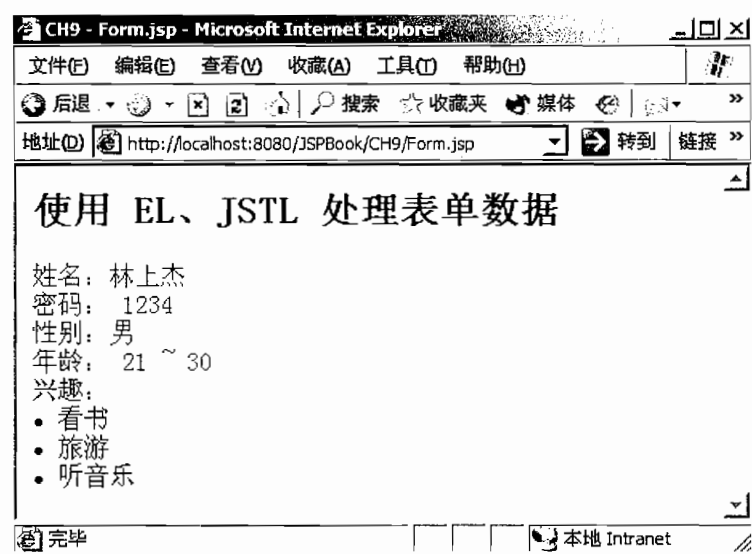 CH9 - Form.jsp - Microsoft Internet Explorer
文件(F) 编辑(E) 查看(V) 收藏(A) 工具(T) 帮助(H)
后退 搜索 收藏夹 媒体 »
地址(D) http://localhost:8080/JSPBook/CH9/Form.jsp 转到 链接 »
使用 EL、JSTL 处理表单数据
姓名：林上杰
密码： 1234
性别：男
年龄： 21 ~ 30
兴趣：
• 看书
• 旅游
• 听音乐
完毕 本地 Intranet